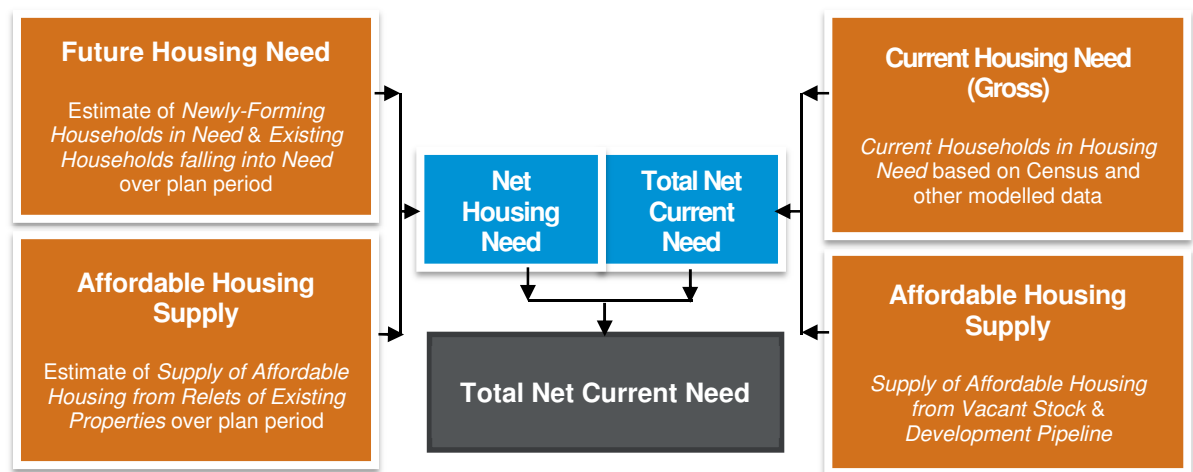 Future Housing Need
Estimate of Newly-Forming
Households in Need & Existing
Households falling into Need
over plan period
Affordable Housing
Supply
Estimate of Supply of Affordable
Housing from Relets of Existing
Properties over plan period
Net
Housing
Need
Total Net
Current
Need
Total Net Current Need
Current Housing Need
(Gross)
Current Households in Housing
Need based on Census and
other modelled data
Affordable Housing
Supply
Supply of Affordable Housing
from Vacant Stock &
Development Pipeline